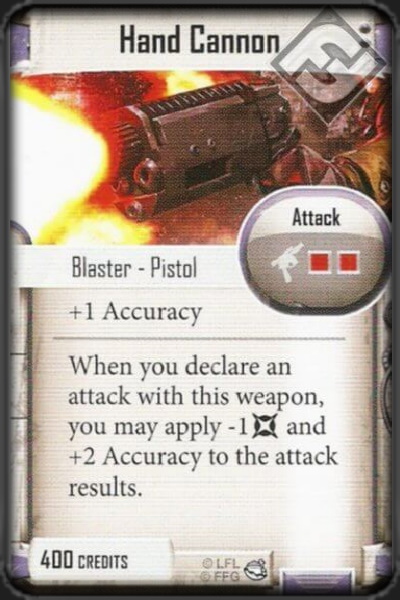 Hand Cannon
Attack
Blaster - Pistol
+1 Accuracy
When you declare an
attack with this weapon,
you may apply -1 and
+2 Accuracy to the attack
results.
400 CREDITS
© LFL
© FFG